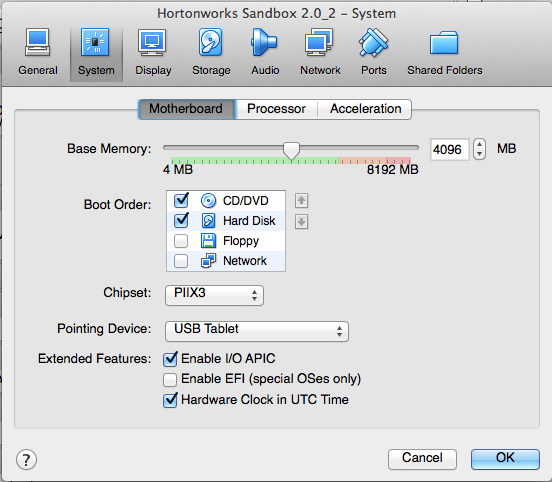 Hortonworks Sandbox 2.0_2 – System
General System Display Storage Audio Network Ports Shared Folders
Motherboard Processor Acceleration
Base Memory: 4096 MB
4 MB 8192 MB
Boot Order: CD/DVD
Hard Disk
Floppy
Network
Chipset: PIIX3
Pointing Device: USB Tablet
Extended Features: Enable I/O APIC
Enable EFI (special OSes only)
Hardware Clock in UTC Time
? Cancel OK